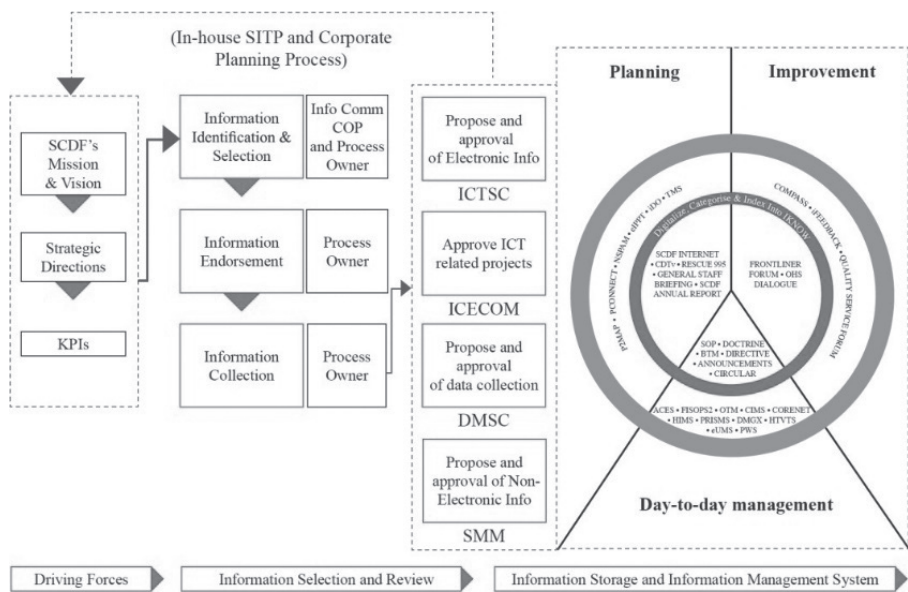 (In-house SITP and Corporate
Planning Process)
SCDF's
Mission
& Vision
Strategic
Directions
KPIs
Information
Identification &
Selection
Info Comm
COP
and Process
Owner
Information
Endorsement
Process
Owner
Information
Collection
Process
Owner
Propose and
approval
of Electronic Info
ICTSC
Approve ICT
related projects
ICECOM
Propose and
approval
of data collection
DMSC
Propose and
approval of Non-
Electronic Info
SMM
Planning
Improvement
P2MAP • PCONNECT • NSPAM • eIPPT • iDO • TMS
COMPASS • iFEEDBACK • QUALITY SERVICE FORUM
Digitalize, Categorise & Index Into IKNOW
SCDF INTERNET
• CDTv • RESCUE 995
• GENERAL STAFF
BRIEFING • SCDF
ANNUAL REPORT
FRONTLINER
FORUM • OHS
DIALOGUE
SOP • DOCTRINE
• BTM • DIRECTIVE
• ANNOUNCEMENTS
• CIRCULAR
ACES • FISOPS2 • OTM • CIMS • CORENET
• HIMS • PRISMS • DMGX • HTVTS
• eUMS • PWS
Day-to-day management
Driving Forces
Information Selection and Review
Information Storage and Information Management System